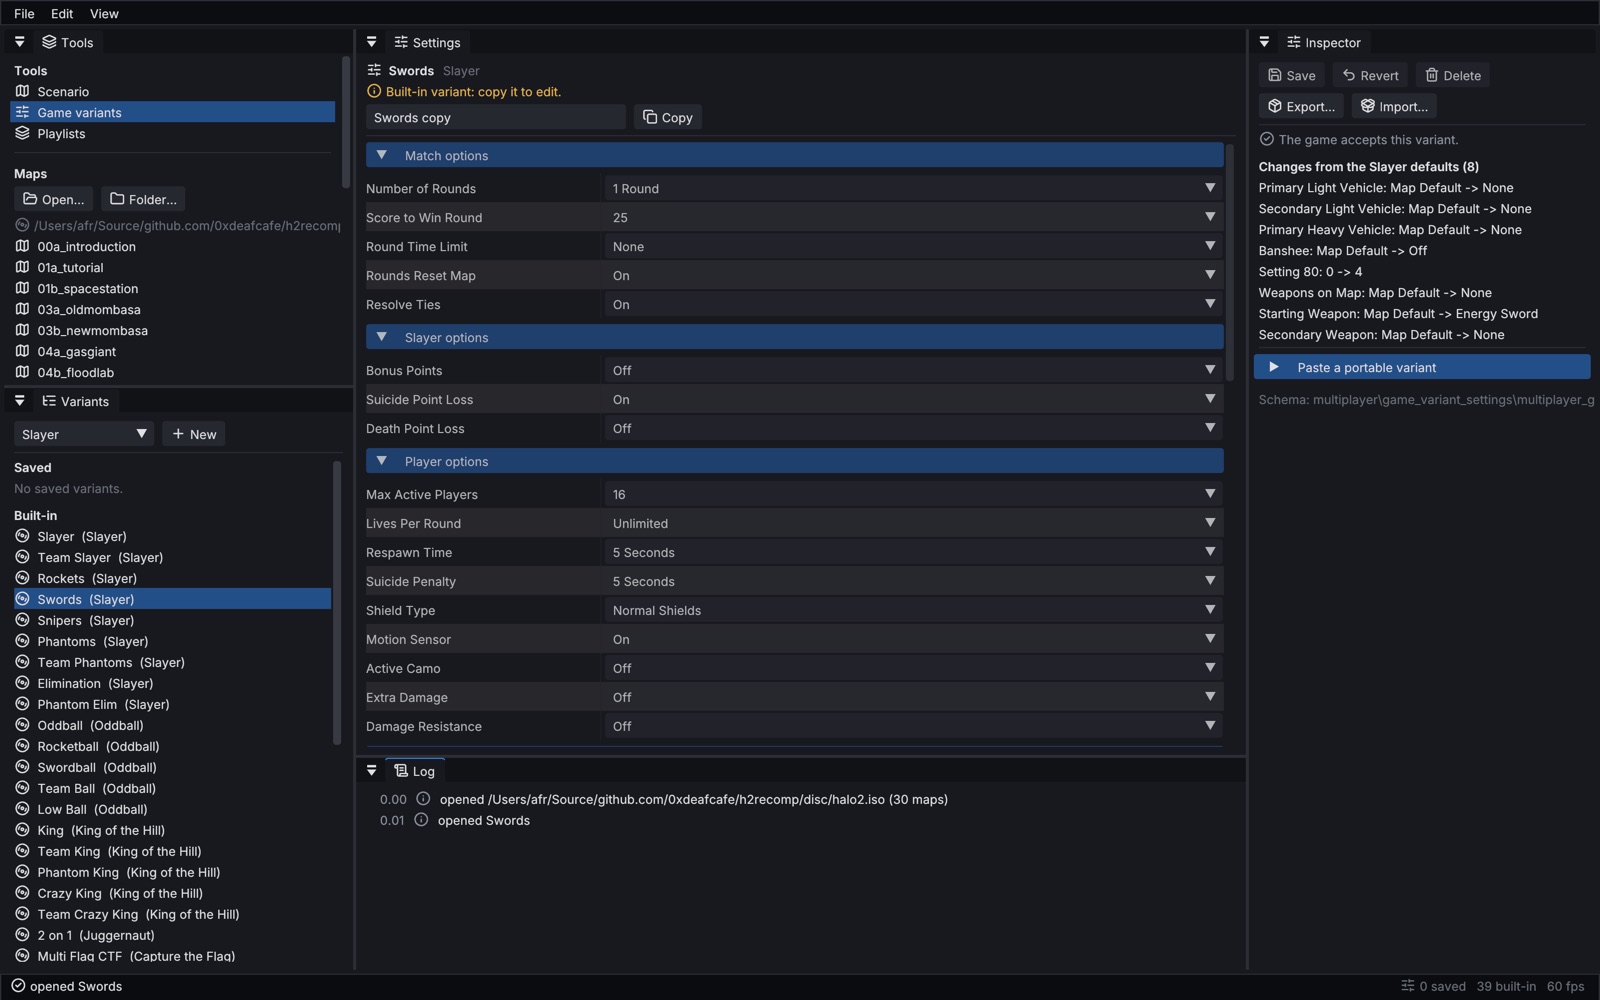 File Edit View
Tools
Tools
Scenario
Game variants
Playlists
Maps
Open... Folder...
/Users/afr/Source/github.com/0xdeafcafe/h2recomp
00a_introduction
01a_tutorial
01b_spacestation
03a_oldmombasa
03b_newmombasa
04a_gasgiant
04b_floodlab
Variants
Slayer + New
Saved
No saved variants.
Built-in
Slayer (Slayer)
Team Slayer (Slayer)
Rockets (Slayer)
Swords (Slayer)
Snipers (Slayer)
Phantoms (Slayer)
Team Phantoms (Slayer)
Elimination (Slayer)
Phantom Elim (Slayer)
Oddball (Oddball)
Rocketball (Oddball)
Swordball (Oddball)
Team Ball (Oddball)
Low Ball (Oddball)
King (King of the Hill)
Team King (King of the Hill)
Phantom King (King of the Hill)
Crazy King (King of the Hill)
Team Crazy King (King of the Hill)
2 on 1 (Juggernaut)
Multi Flag CTF (Capture the Flag)
Settings
Swords Slayer
Built-in variant: copy it to edit.
Swords copy Copy
Match options
Number of Rounds 1 Round
Score to Win Round 25
Round Time Limit None
Rounds Reset Map On
Resolve Ties On
Slayer options
Bonus Points Off
Suicide Point Loss On
Death Point Loss Off
Player options
Max Active Players 16
Lives Per Round Unlimited
Respawn Time 5 Seconds
Suicide Penalty 5 Seconds
Shield Type Normal Shields
Motion Sensor On
Active Camo Off
Extra Damage Off
Damage Resistance Off
Log
0.00 opened /Users/afr/Source/github.com/0xdeafcafe/h2recomp/disc/halo2.iso (30 maps)
0.01 opened Swords
Inspector
Save Revert Delete
Export... Import...
The game accepts this variant.
Changes from the Slayer defaults (8)
Primary Light Vehicle: Map Default -> None
Secondary Light Vehicle: Map Default -> None
Primary Heavy Vehicle: Map Default -> None
Banshee: Map Default -> Off
Setting 80: 0 -> 4
Weapons on Map: Map Default -> None
Starting Weapon: Map Default -> Energy Sword
Secondary Weapon: Map Default -> None
Paste a portable variant
Schema: multiplayer\game_variant_settings\multiplayer_g
opened Swords
0 saved 39 built-in 60 fps